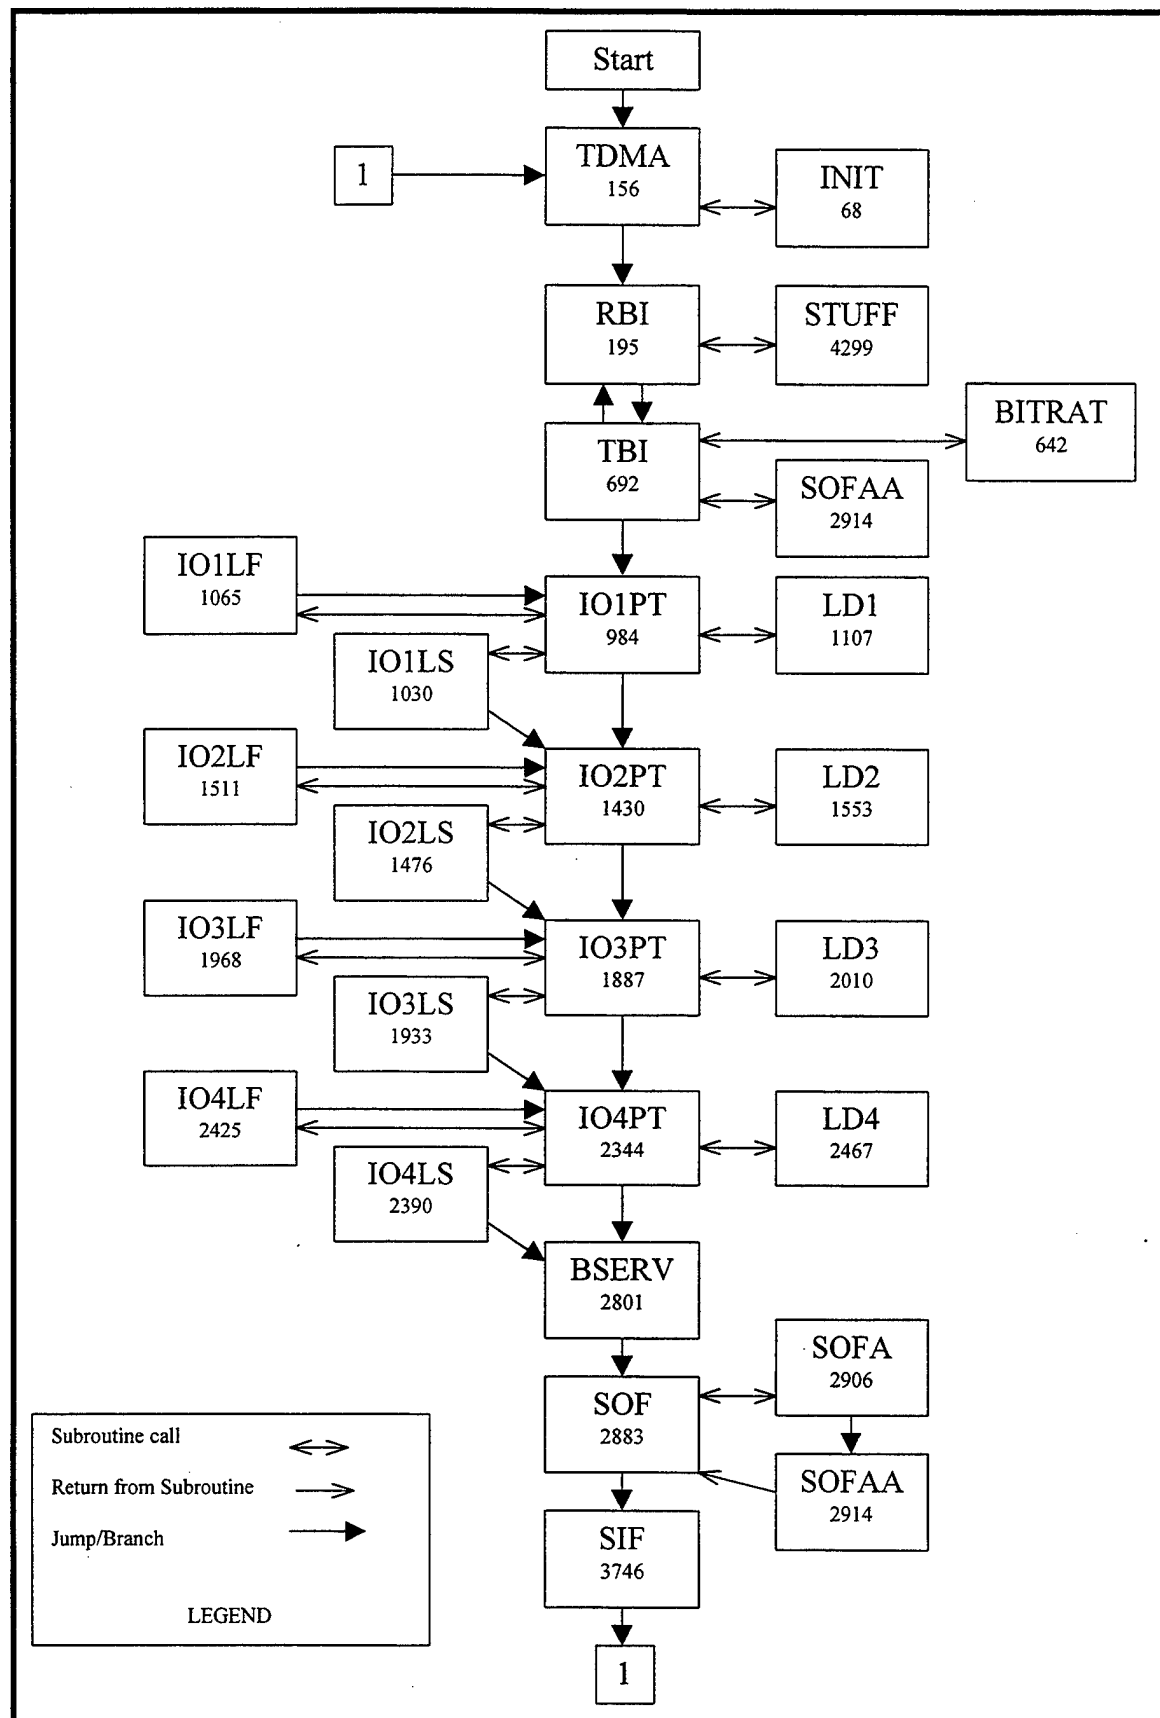 Start
TDMA
156
1
INIT
68
RBI
195
STUFF
4299
BITRAT
642
TBI
692
SOFAA
2914
IO1LF
1065
IO1PT
984
LD1
1107
IO1LS
1030
IO2LF
1511
IO2PT
1430
LD2
1553
IO2LS
1476
IO3LF
1968
IO3PT
1887
LD3
2010
IO3LS
1933
IO4LF
2425
IO4PT
2344
LD4
2467
IO4LS
2390
BSERV
2801
SOFA
2906
SOF
2883
SOFAA
2914
SIF
3746
1
Subroutine call
Return from Subroutine
Jump/Branch
LEGEND